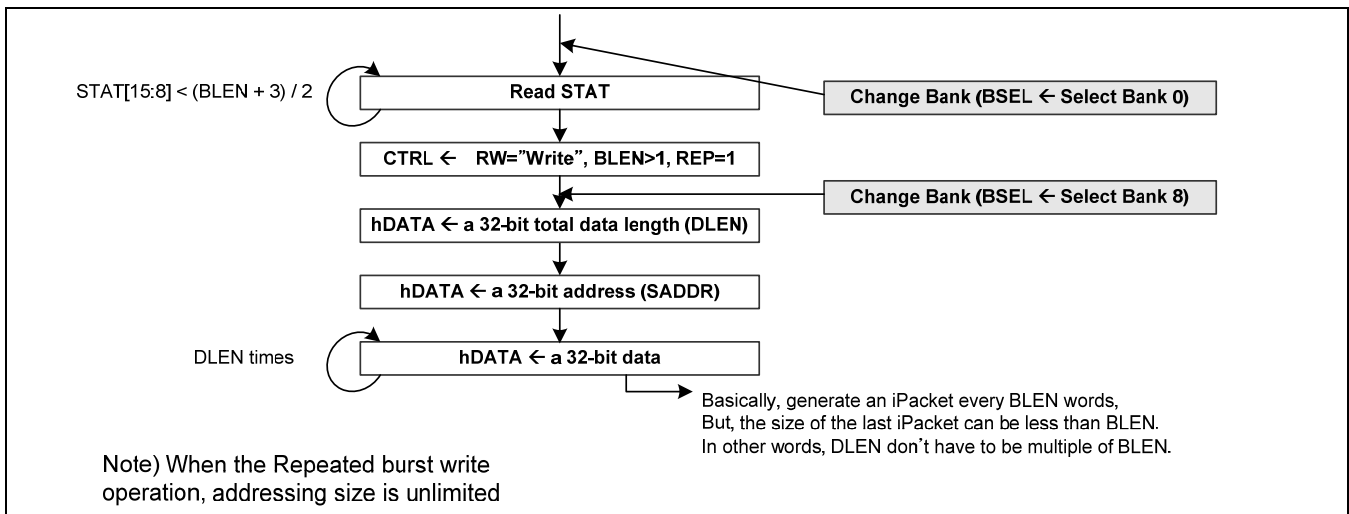 STAT[15:8] < (BLEN + 3) / 2
Read STAT
Change Bank (BSEL ← Select Bank 0)
CTRL ← RW=”Write”, BLEN>1, REP=1
Change Bank (BSEL ← Select Bank 8)
hDATA ← a 32-bit total data length (DLEN)
hDATA ← a 32-bit address (SADDR)
DLEN times
hDATA ← a 32-bit data
Basically, generate an iPacket every BLEN words,
But, the size of the last iPacket can be less than BLEN.
In other words, DLEN don’t have to be multiple of BLEN.
Note) When the Repeated burst write
operation, addressing size is unlimited